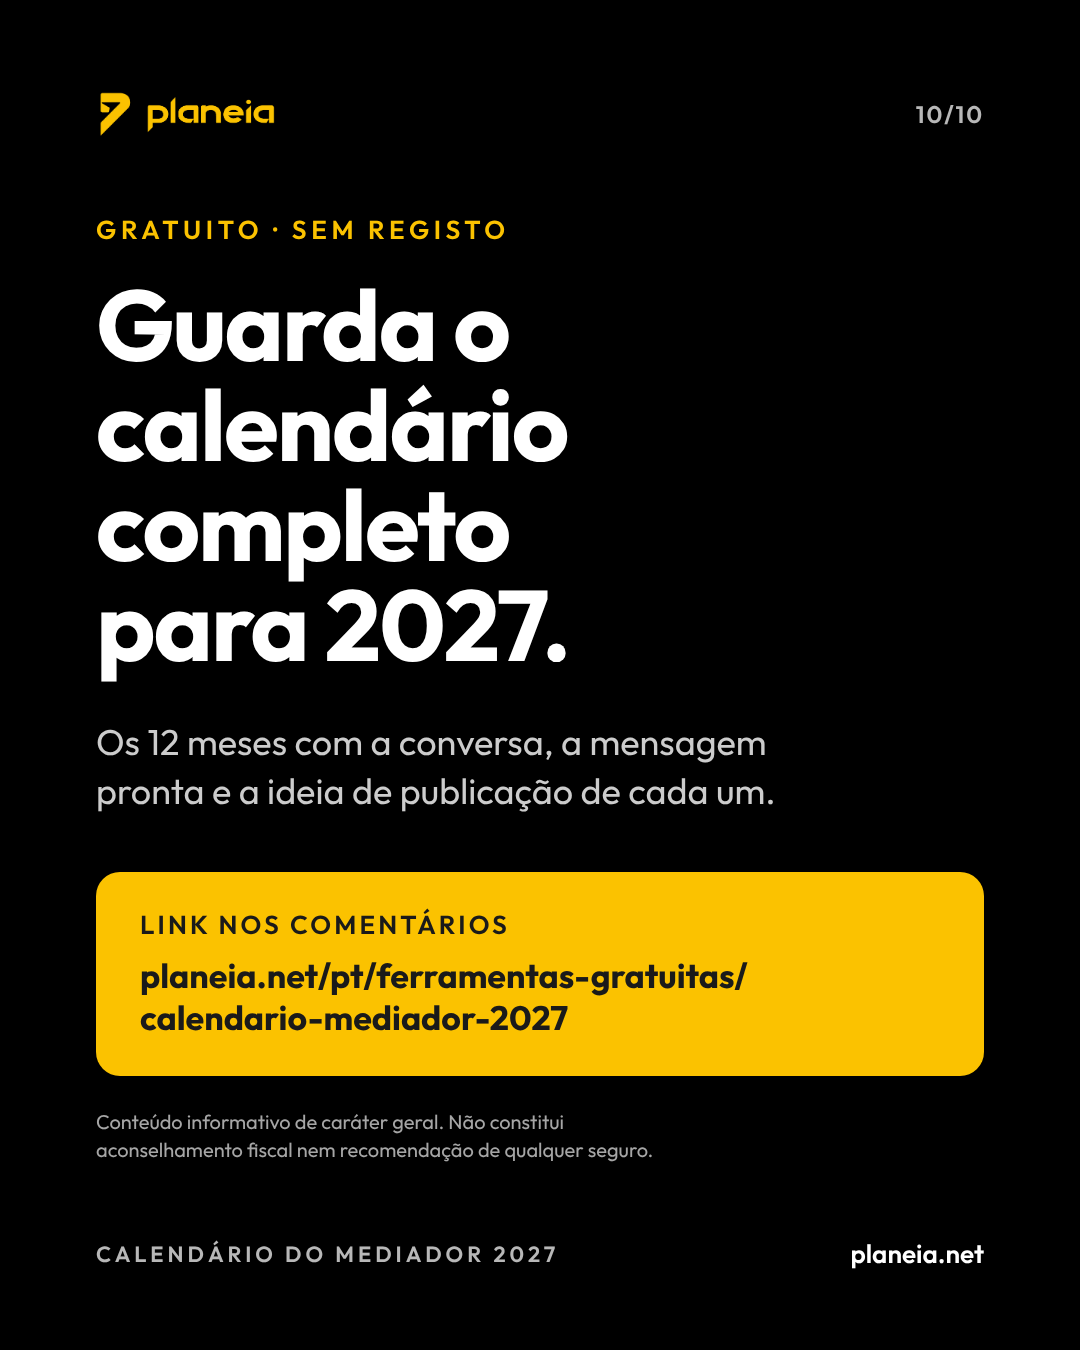 planeia
10/10
GRATUITO · SEM REGISTO
Guarda o
calendário
completo
para 2027.
Os 12 meses com a conversa, a mensagem
pronta e a ideia de publicação de cada um.
LINK NOS COMENTÁRIOS
planeia.net/pt/ferramentas-gratuitas/
calendario-mediador-2027
Conteúdo informativo de caráter geral. Não constitui
aconselhamento fiscal nem recomendação de qualquer seguro.
CALENDÁRIO DO MEDIADOR 2027
planeia.net